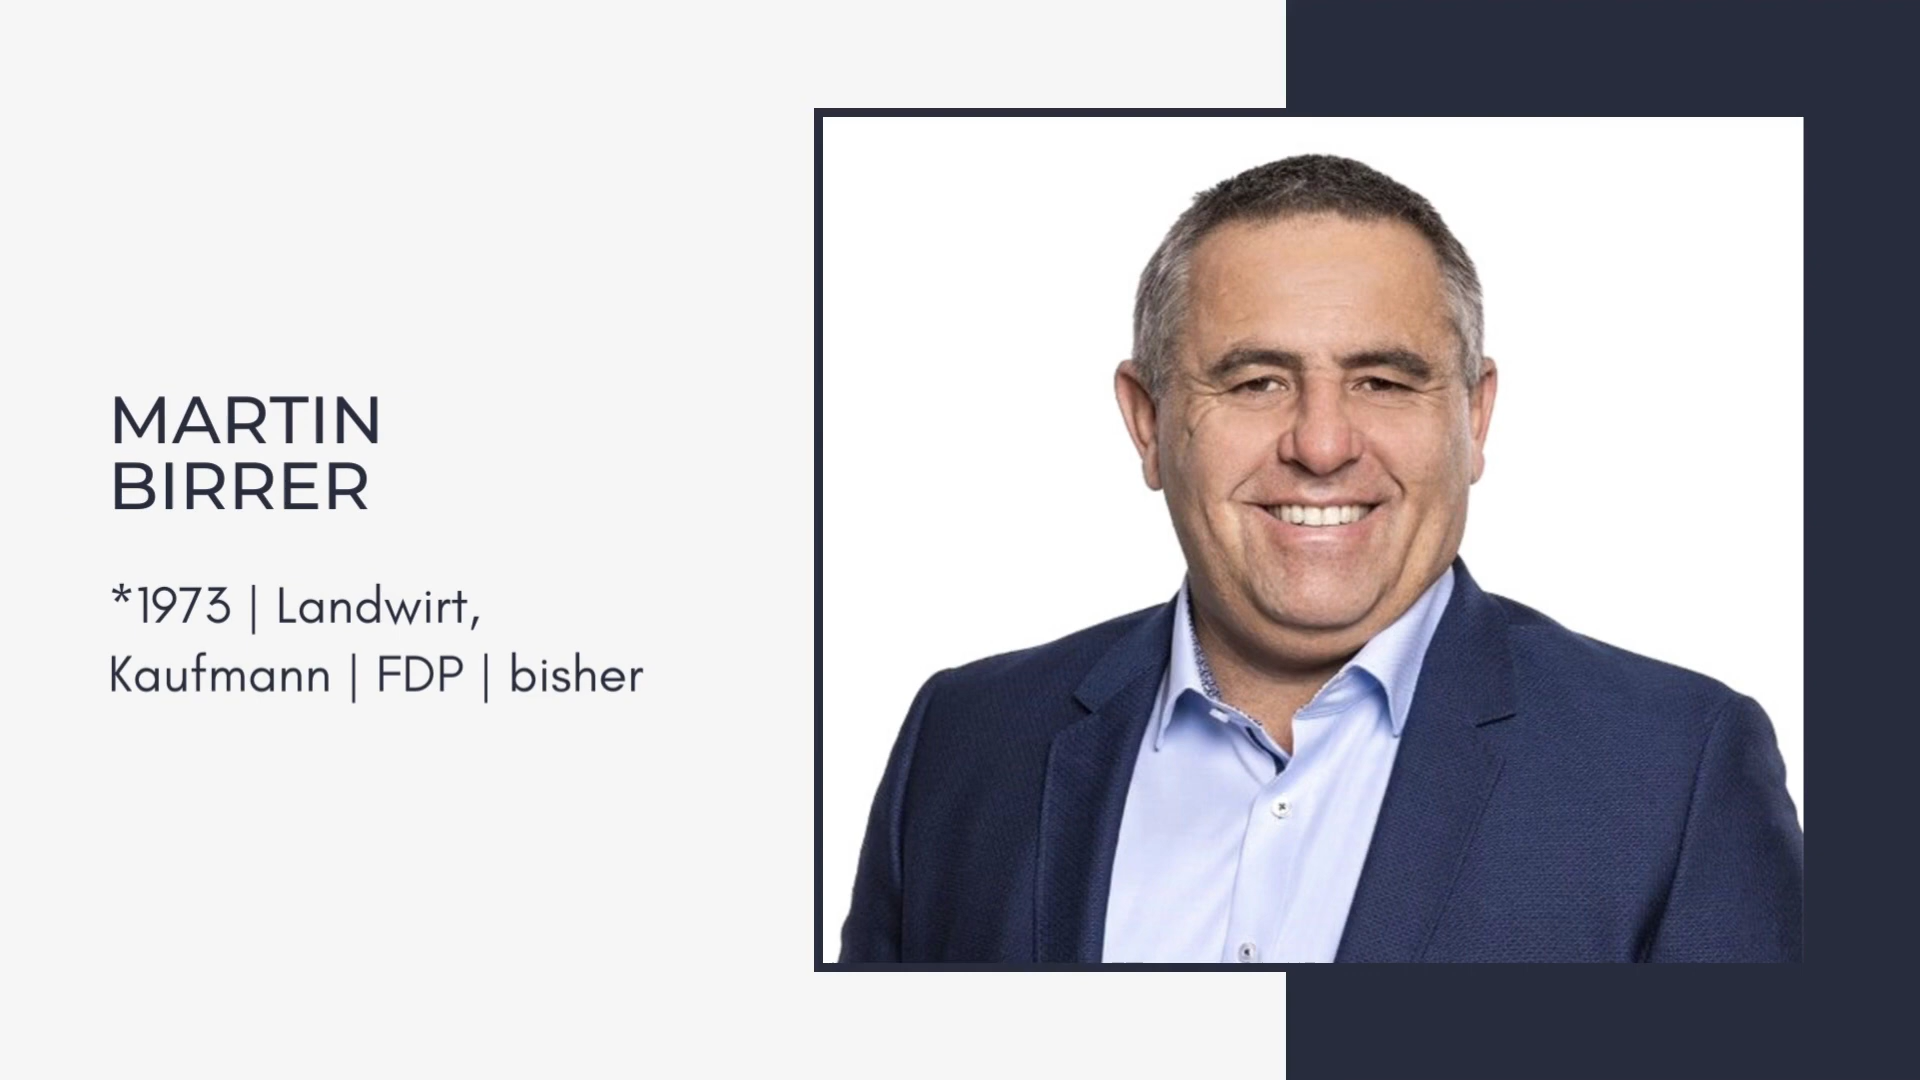 MARTIN
BIRRER
*1973 | Landwirt,
Kaufmann | FDP | bisher